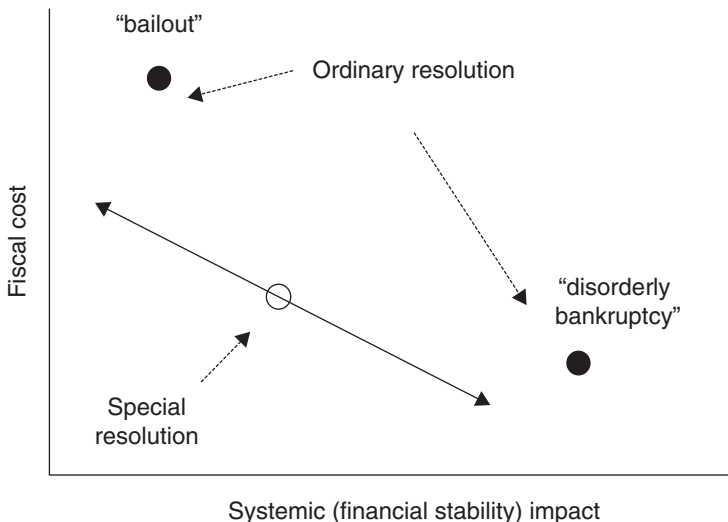 “bailout”
Ordinary resolution
Fiscal cost
“disorderly
bankruptcy”
Special
resolution
Systemic (financial stability) impact